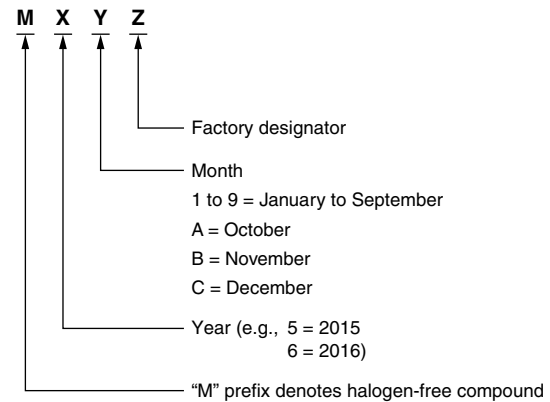 M X Y Z
Factory designator
Month
1 to 9 = January to September
A = October
B = November
C = December
Year (e.g., 5 = 2015
6 = 2016)
“M” prefix denotes halogen-free compound